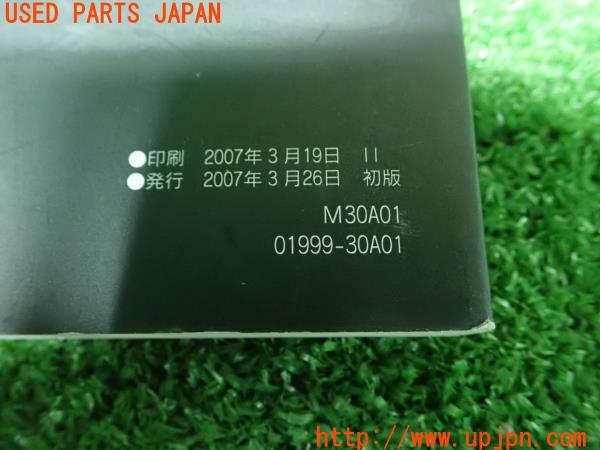 USED PARTS JAPAN
●印刷 2007年3月19日 II
●発行 2007年3月26日 初版
M30A01
01999-30A01
http://www.upjpn.com/